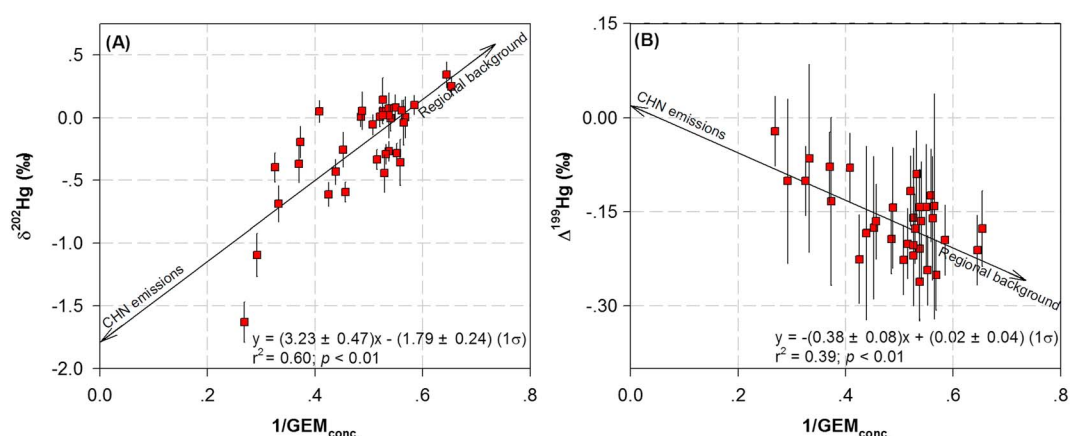 (A)
.5
0.0
-.5
-1.0
-1.5
-2.0
δ202Hg (‰)
Regional background
CHN emissions
y = (3.23 ± 0.47)x - (1.79 ± 0.24) (1σ)
r2 = 0.60; p < 0.01
0.0 .2 .4 .6 .8
1/GEMconc
(B)
.15
0.00
-.15
-.30
Δ199Hg (‰)
CHN emissions
Regional background
y = -(0.38 ± 0.08)x + (0.02 ± 0.04) (1σ)
r2 = 0.39; p < 0.01
0.0 .2 .4 .6 .8
1/GEMconc